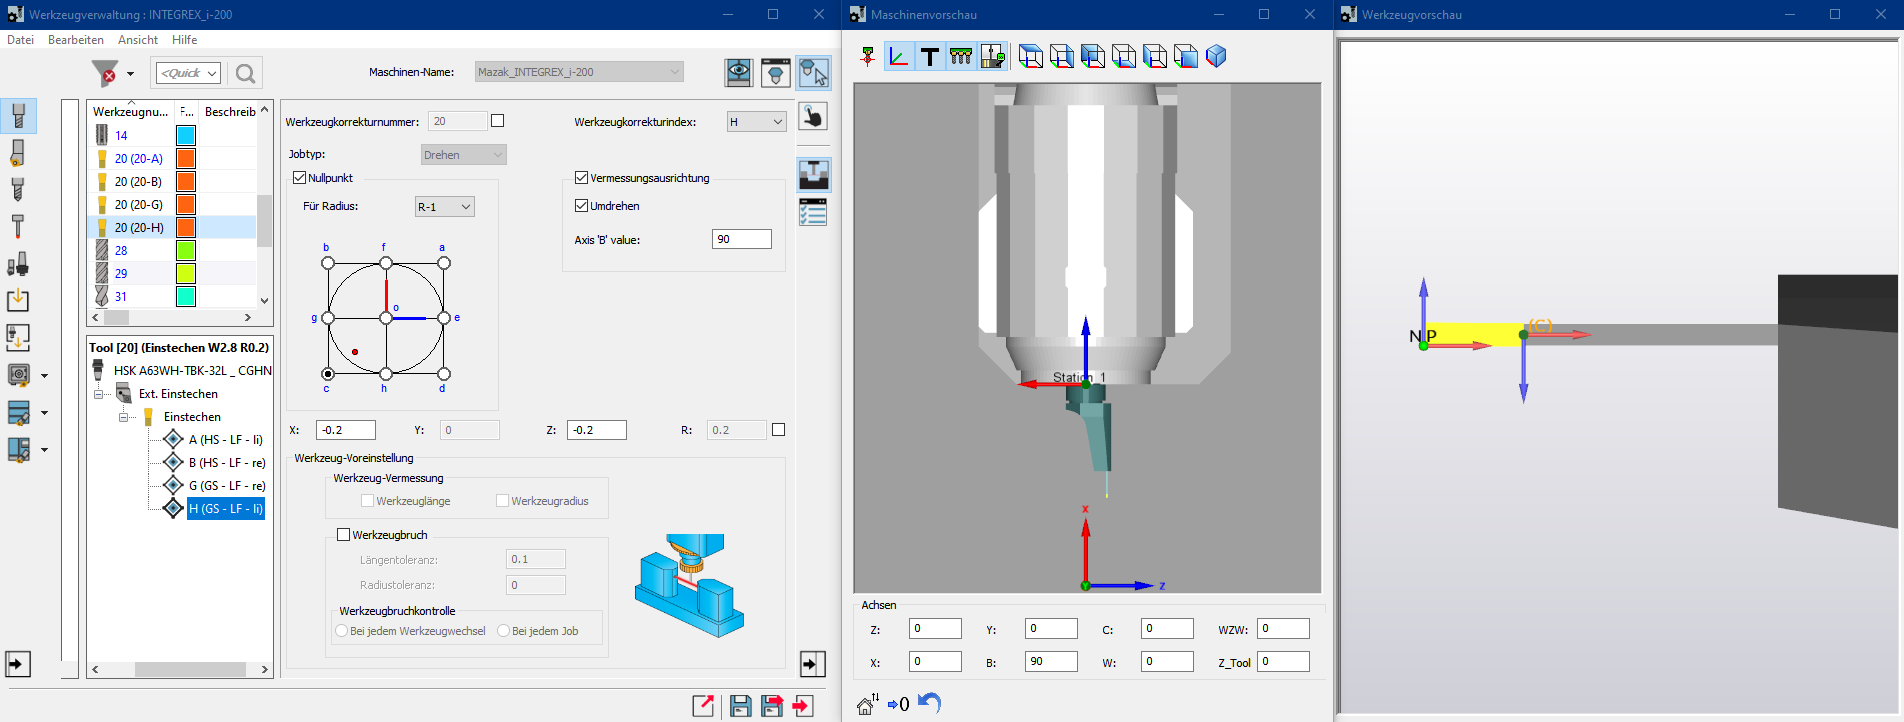 Werkzeugverwaltung : INTEGREX_i-200
Datei Bearbeiten Ansicht Hilfe
<Quick
Maschinen-Name: Mazak_INTEGREX_i-200
Werkzeugnu... F... Beschreib
14
20 (20-A)
20 (20-B)
20 (20-G)
20 (20-H)
28
29
31
Tool [20] (Einstechen W2.8 R0.2)
HSK A63WH-TBK-32L _ CGHN
Ext. Einstechen
Einstechen
A (HS - LF - li)
B (HS - LF - re)
G (GS - LF - re)
H (GS - LF - li)
Werkzeugkorrekturnummer: 20
Werkzeugkorrekturindex: H
Jobtyp: Drehen
Nullpunkt
Für Radius: R-1
b f a
g o e
c h d
Vermessungsausrichtung
Umdrehen
Axis 'B' value: 90
X: -0.2 Y: 0 Z: -0.2 R: 0.2
Werkzeug-Voreinstellung
Werkzeug-Vermessung
Werkzeuglänge Werkzeugradius
Werkzeugbruch
Längentoleranz: 0.1
Radiustoleranz: 0
Werkzeugbruchkontrolle
Bei jedem Werkzeugwechsel Bei jedem Job
Maschinenvorschau
Station_1
X
Y
Z
Achsen
Z: 0 Y: 0 C: 0 WZW: 0
X: 0 B: 90 W: 0 Z_Tool 0
→0
Werkzeugvorschau
N P
(C)